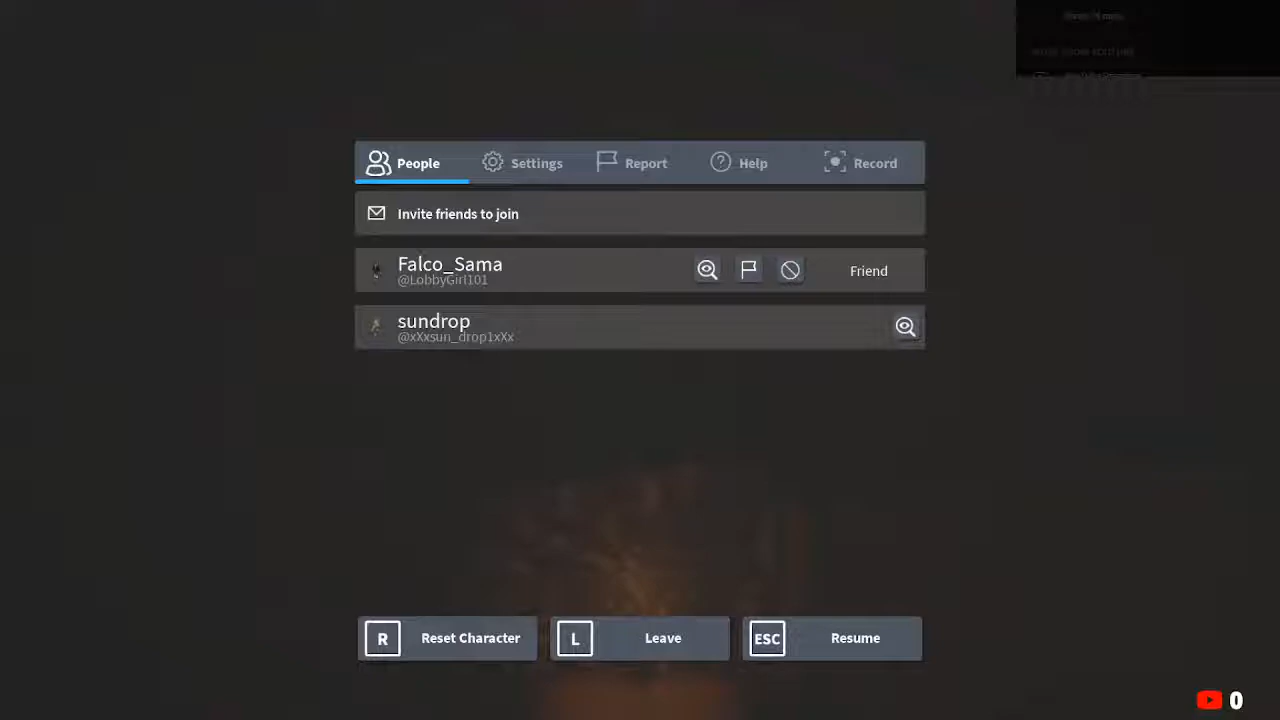 People
Settings
Report
Help
Record
Invite friends to join
Falco_Sama
@LobbyGirl101
Friend
sundrop
@xXxsun_drop1xXx
R Reset Character
L Leave
ESC Resume
0